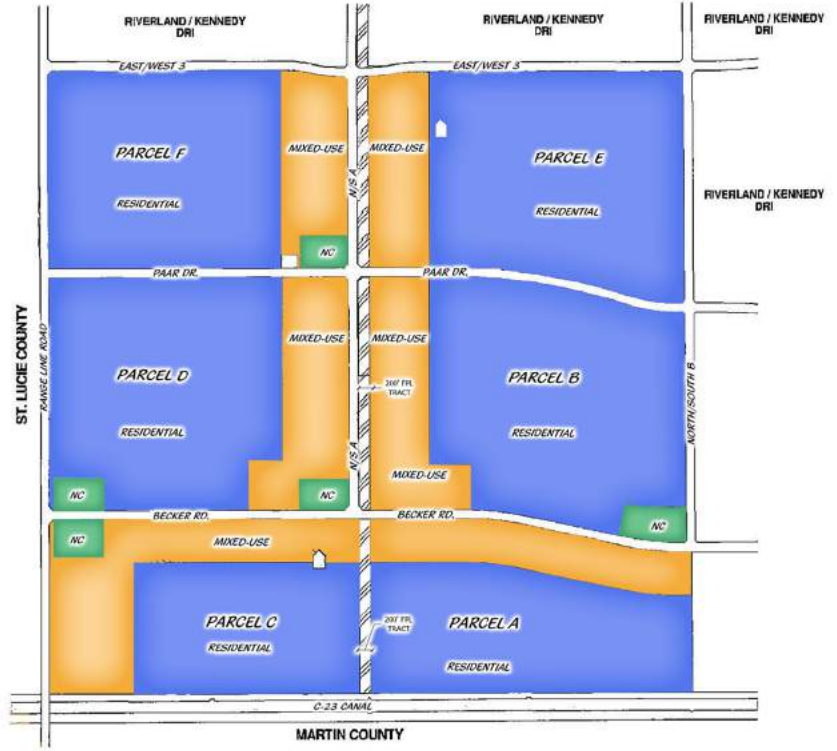 RIVERLAND / KENNEDY
DRI
RIVERLAND / KENNEDY
DRI
RIVERLAND / KENNEDY
DRI
EAST/WEST 3
EAST/WEST 3
PARCEL F
RESIDENTIAL
MIXED-USE
MIXED-USE
N/S A
PARCEL E
RESIDENTIAL
RIVERLAND / KENNEDY
DRI
NC
PAAR DR.
PAAR DR.
ST. LUCIE COUNTY
RANGE LINE ROAD
PARCEL D
RESIDENTIAL
MIXED-USE
MIXED-USE
200' FPL
TRACT
PARCEL B
RESIDENTIAL
NORTH/SOUTH B
N/S A
MIXED-USE
NC
NC
BECKER RD.
BECKER RD.
NC
NC
MIXED-USE
PARCEL C
RESIDENTIAL
200' FPL
TRACT
PARCEL A
RESIDENTIAL
C-23 CANAL
MARTIN COUNTY